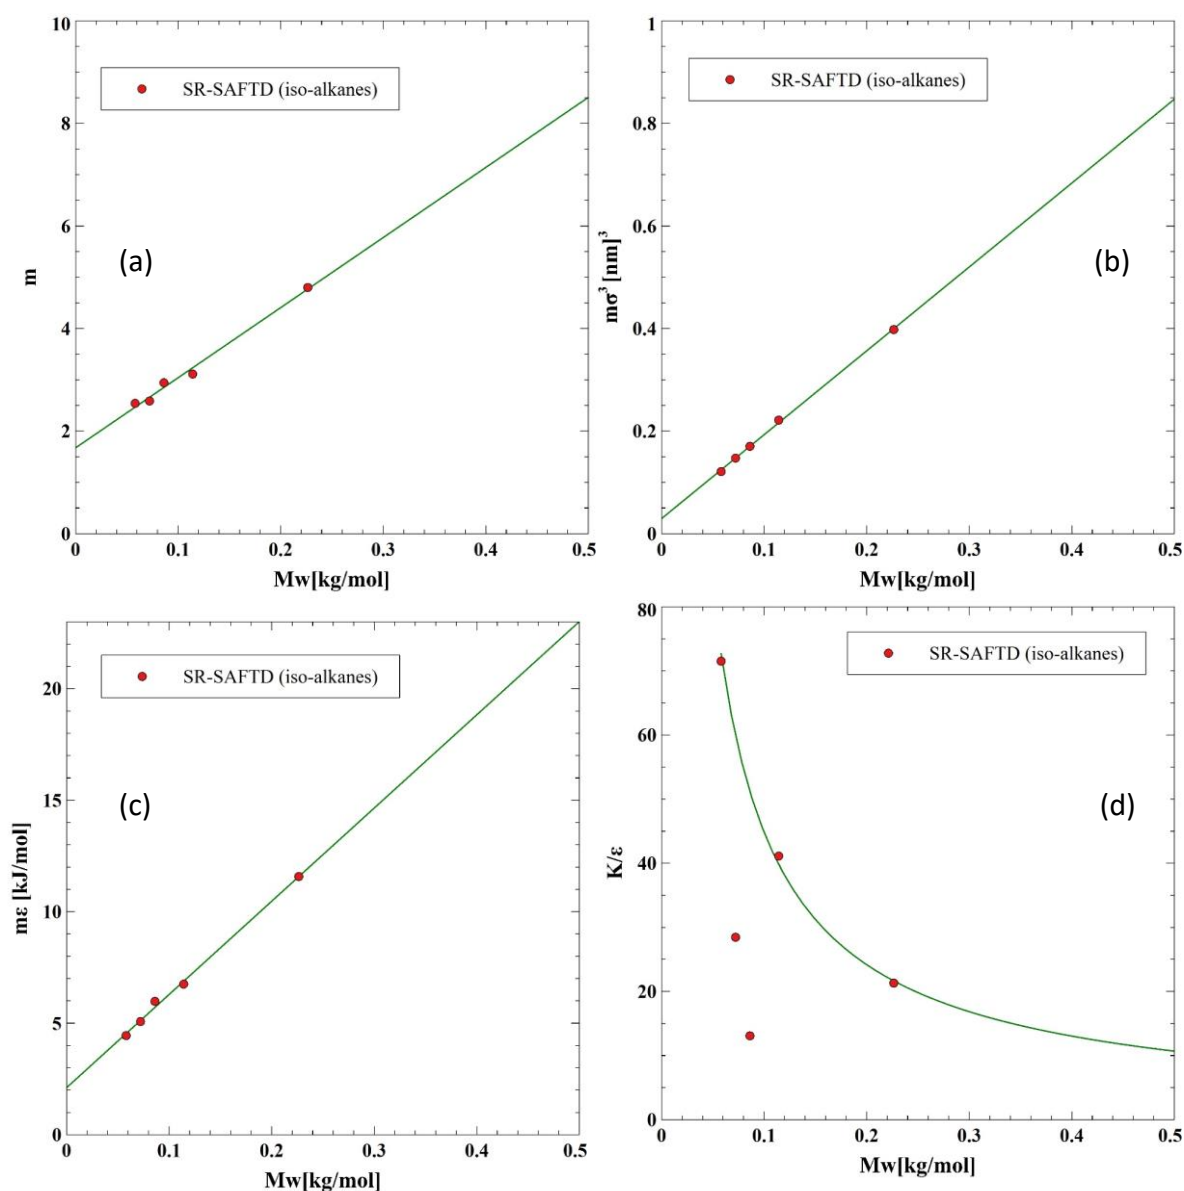 10
8
6
4
2
0
m
SR-SAFTD (iso-alkanes)
(a)
0 0.1 0.2 0.3 0.4 0.5
Mw[kg/mol]
1
0.8
0.6
0.4
0.2
0
mσ³ [nm]³
SR-SAFTD (iso-alkanes)
(b)
0 0.1 0.2 0.3 0.4 0.5
Mw[kg/mol]
20
15
10
5
0
mε [kJ/mol]
SR-SAFTD (iso-alkanes)
(c)
0 0.1 0.2 0.3 0.4 0.5
Mw[kg/mol]
80
60
40
20
0
K/ε
SR-SAFTD (iso-alkanes)
(d)
0 0.1 0.2 0.3 0.4 0.5
Mw[kg/mol]